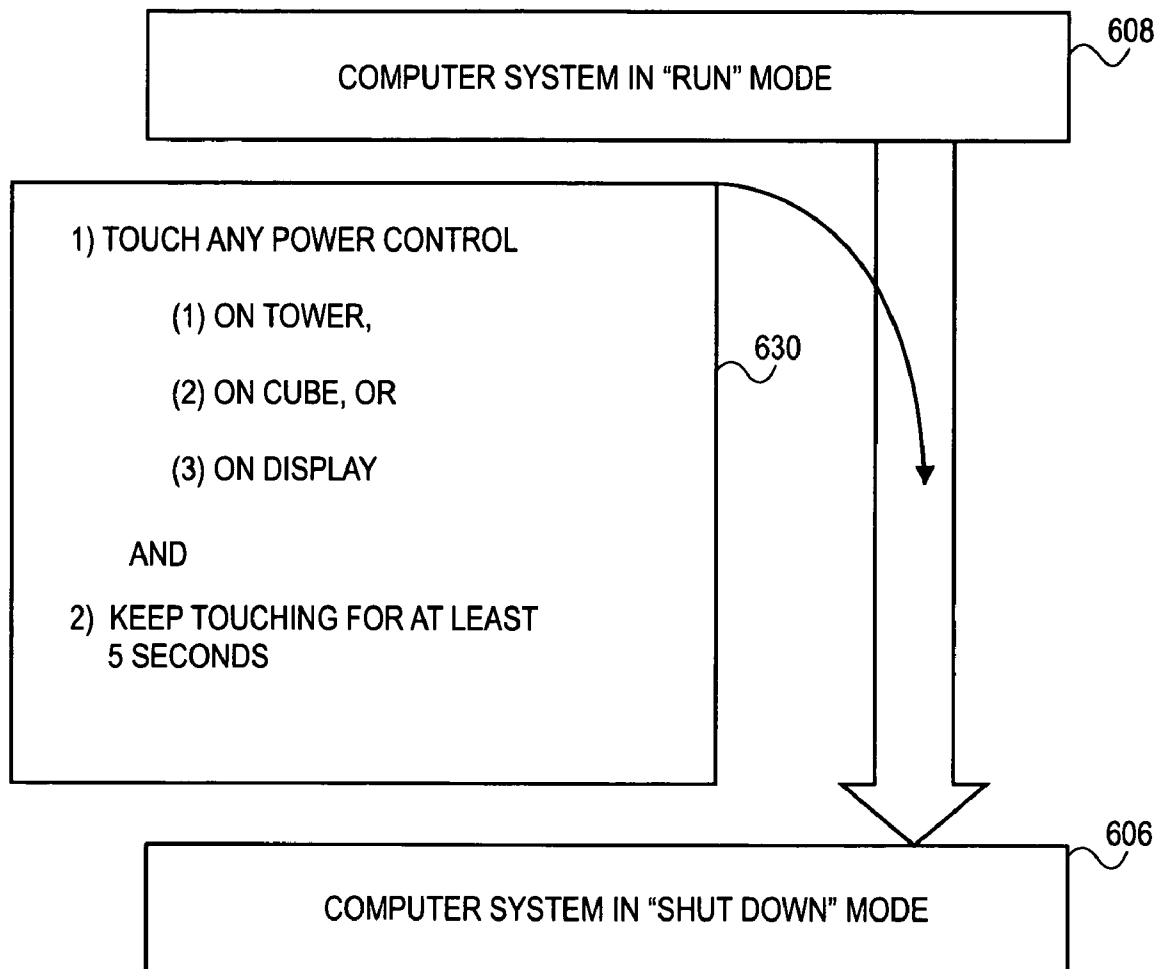 608
COMPUTER SYSTEM IN “RUN” MODE
1) TOUCH ANY POWER CONTROL
(1) ON TOWER,
630
(2) ON CUBE, OR
(3) ON DISPLAY
AND
2) KEEP TOUCHING FOR AT LEAST
5 SECONDS
606
COMPUTER SYSTEM IN “SHUT DOWN” MODE